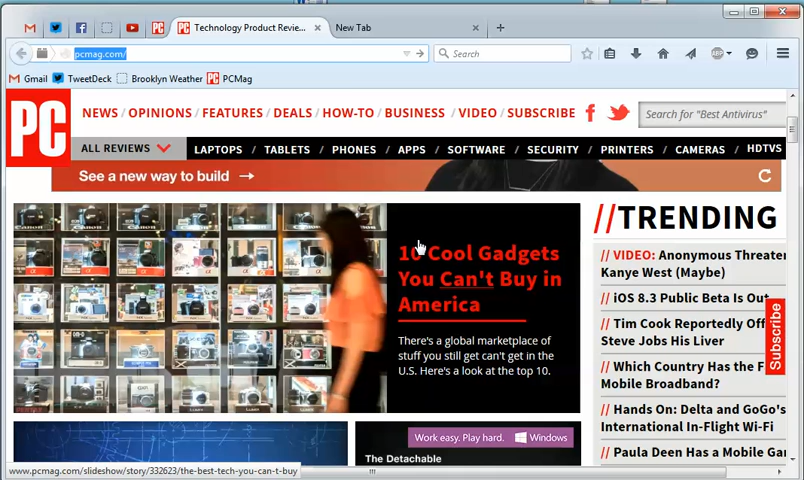 Technology Product Revie...
New Tab
pcmag.com/
Search
ABP
Gmail
TweetDeck
Brooklyn Weather
PCMag
PC
NEWS / OPINIONS / FEATURES / DEALS / HOW-TO / BUSINESS / VIDEO / SUBSCRIBE
Search for "Best Antivirus"
ALL REVIEWS
LAPTOPS / TABLETS / PHONES / APPS / SOFTWARE / SECURITY / PRINTERS / CAMERAS / HDTVS
See a new way to build →
10 Cool Gadgets
You Can't Buy in
America
There's a global marketplace of
stuff you still get can't get in the
U.S. Here's a look at the top 10.
//TRENDING
// VIDEO: Anonymous Threaten
Kanye West (Maybe)
// iOS 8.3 Public Beta Is Out
// Tim Cook Reportedly Off
Steve Jobs His Liver
// Which Country Has the F
Mobile Broadband?
// Hands On: Delta and GoGo's
International In-Flight Wi-Fi
// Paula Deen Has a Mobile Ga
Subscribe
Work easy. Play hard. Windows
The Detachable
www.pcmag.com/slideshow/story/332623/the-best-tech-you-can-t-buy